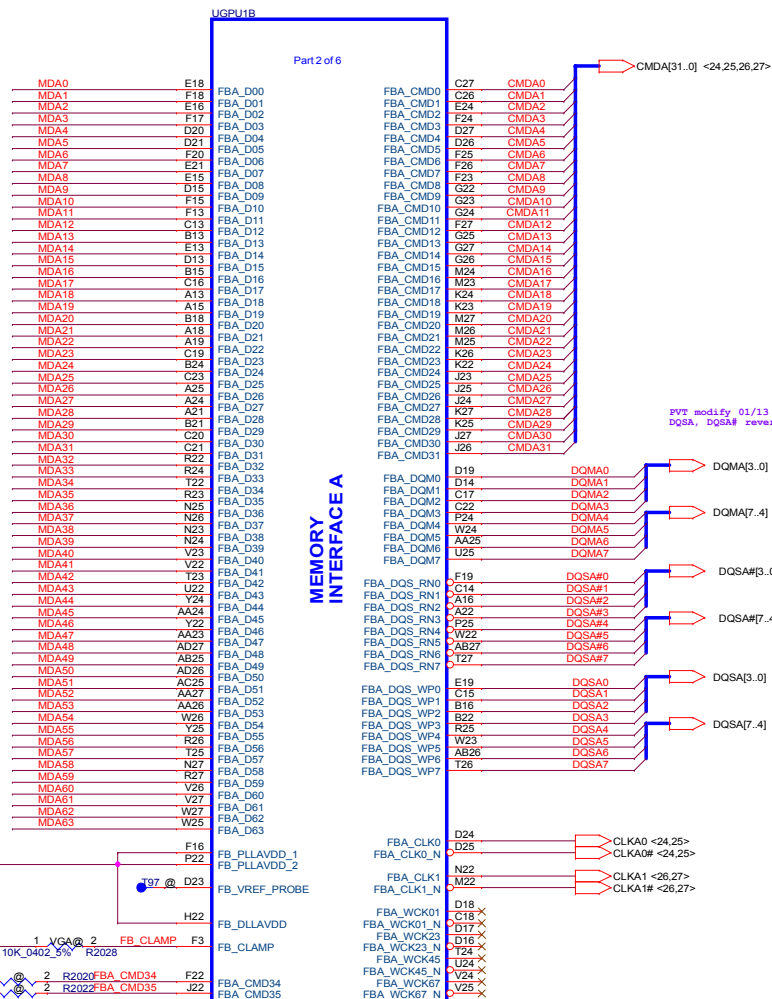 UGPU1B
Part 2 of 6
MDA0 E18 FBA_D00
MDA1 F18 FBA_D01
MDA2 E16 FBA_D02
MDA3 F17 FBA_D03
MDA4 D20 FBA_D04
MDA5 D21 FBA_D05
MDA6 F20 FBA_D06
MDA7 E21 FBA_D07
MDA8 E15 FBA_D08
MDA9 D15 FBA_D09
MDA10 F15 FBA_D10
MDA11 F13 FBA_D11
MDA12 C13 FBA_D12
MDA13 B13 FBA_D13
MDA14 E13 FBA_D14
MDA15 D13 FBA_D15
MDA16 B15 FBA_D16
MDA17 C16 FBA_D17
MDA18 A13 FBA_D18
MDA19 A15 FBA_D19
MDA20 B18 FBA_D20
MDA21 A18 FBA_D21
MDA22 A19 FBA_D22
MDA23 C19 FBA_D23
MDA24 B24 FBA_D24
MDA25 C23 FBA_D25
MDA26 A25 FBA_D26
MDA27 A24 FBA_D27
MDA28 A21 FBA_D28
MDA29 B21 FBA_D29
MDA30 C20 FBA_D30
MDA31 C21 FBA_D31
MDA32 R22 FBA_D32
MDA33 R24 FBA_D33
MDA34 T22 FBA_D34
MDA35 R23 FBA_D35
MDA36 N25 FBA_D36
MDA37 N26 FBA_D37
MDA38 N23 FBA_D38
MDA39 N24 FBA_D39
MDA40 V23 FBA_D40
MDA41 V22 FBA_D41
MDA42 T23 FBA_D42
MDA43 U22 FBA_D43
MDA44 Y24 FBA_D44
MDA45 AA24 FBA_D45
MDA46 Y22 FBA_D46
MDA47 AA23 FBA_D47
MDA48 AD27 FBA_D48
MDA49 AB25 FBA_D49
MDA50 AD26 FBA_D50
MDA51 AC25 FBA_D51
MDA52 AA27 FBA_D52
MDA53 AA26 FBA_D53
MDA54 W26 FBA_D54
MDA55 Y25 FBA_D55
MDA56 R26 FBA_D56
MDA57 T25 FBA_D57
MDA58 N27 FBA_D58
MDA59 R27 FBA_D59
MDA60 V26 FBA_D60
MDA61 V27 FBA_D61
MDA62 W27 FBA_D62
MDA63 W25 FBA_D63
F16 FB_PLLAVDD_1
P22 FB_PLLAVDD_2
T97 @ D23 FB_VREF_PROBE
H22 FB_DLLAVDD
1 VGA@ 2 FB_CLAMP F3 FB_CLAMP
10K_0402_5% R2028
@ 2 R2020 FBA_CMD34 F22 FBA_CMD34
@ 2 R2022 FBA_CMD35 J22 FBA_CMD35
MEMORY
INTERFACE A
FBA_CMD0 C27 CMDA0
FBA_CMD1 C26 CMDA1
FBA_CMD2 E24 CMDA2
FBA_CMD3 F24 CMDA3
FBA_CMD4 D27 CMDA4
FBA_CMD5 D26 CMDA5
FBA_CMD6 F25 CMDA6
FBA_CMD7 F26 CMDA7
FBA_CMD8 F23 CMDA8
FBA_CMD9 G22 CMDA9
FBA_CMD10 G23 CMDA10
FBA_CMD11 G24 CMDA11
FBA_CMD12 F27 CMDA12
FBA_CMD13 G25 CMDA13
FBA_CMD14 G27 CMDA14
FBA_CMD15 G26 CMDA15
FBA_CMD16 M24 CMDA16
FBA_CMD17 M23 CMDA17
FBA_CMD18 K24 CMDA18
FBA_CMD19 K23 CMDA19
FBA_CMD20 M27 CMDA20
FBA_CMD21 M26 CMDA21
FBA_CMD22 M25 CMDA22
FBA_CMD23 K26 CMDA23
FBA_CMD24 K22 CMDA24
FBA_CMD25 J23 CMDA25
FBA_CMD26 J25 CMDA26
FBA_CMD27 J24 CMDA27
FBA_CMD28 K27 CMDA28
FBA_CMD29 K25 CMDA29
FBA_CMD30 J27 CMDA30
FBA_CMD31 J26 CMDA31
CMDA[31..0] <24,25,26,27>
PVT modify 01/13
DQSA, DQSA#
FBA_DQM0 D19 DQMA0
FBA_DQM1 D14 DQMA1
FBA_DQM2 C17 DQMA2
FBA_DQM3 C22 DQMA3
FBA_DQM4 P24 DQMA4
FBA_DQM5 W24 DQMA5
FBA_DQM6 AA25 DQMA6
FBA_DQM7 U25 DQMA7
DQMA[3..0]
DQMA[7..4]
FBA_DQS_RN0 F19 DQSA#0
FBA_DQS_RN1 C14 DQSA#1
FBA_DQS_RN2 A16 DQSA#2
FBA_DQS_RN3 A22 DQSA#3
FBA_DQS_RN4 P25 DQSA#4
FBA_DQS_RN5 W22 DQSA#5
FBA_DQS_RN6 AB27 DQSA#6
FBA_DQS_RN7 T27 DQSA#7
DQSA#[3..0
DQSA#[7..4
FBA_DQS_WP0 E19 DQSA0
FBA_DQS_WP1 C15 DQSA1
FBA_DQS_WP2 B16 DQSA2
FBA_DQS_WP3 B22 DQSA3
FBA_DQS_WP4 R25 DQSA4
FBA_DQS_WP5 W23 DQSA5
FBA_DQS_WP6 AB26 DQSA6
FBA_DQS_WP7 T26 DQSA7
DQSA[3..0]
DQSA[7..4]
FBA_CLK0 D24 CLKA0 <24,25>
FBA_CLK0_N D25 CLKA0# <24,25>
FBA_CLK1 N22 CLKA1 <26,27>
FBA_CLK1_N M22 CLKA1# <26,27>
FBA_WCK01 D18
FBA_WCK01_N C18
FBA_WCK23 D17
FBA_WCK23_N D16
FBA_WCK45 T24
FBA_WCK45_N U24
FBA_WCK67 V24
FBA_WCK67_N V25